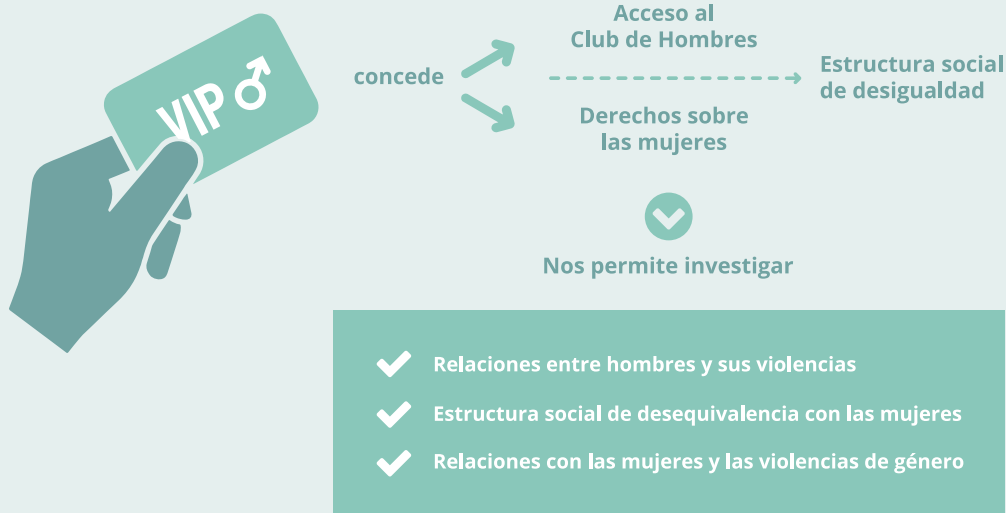 VIP
concede
Acceso al
Club de Hombres
Derechos sobre
las mujeres
Estructura social
de desigualdad
Nos permite investigar
Relaciones entre hombres y sus violencias
Estructura social de desequivalencia con las mujeres
Relaciones con las mujeres y las violencias de género